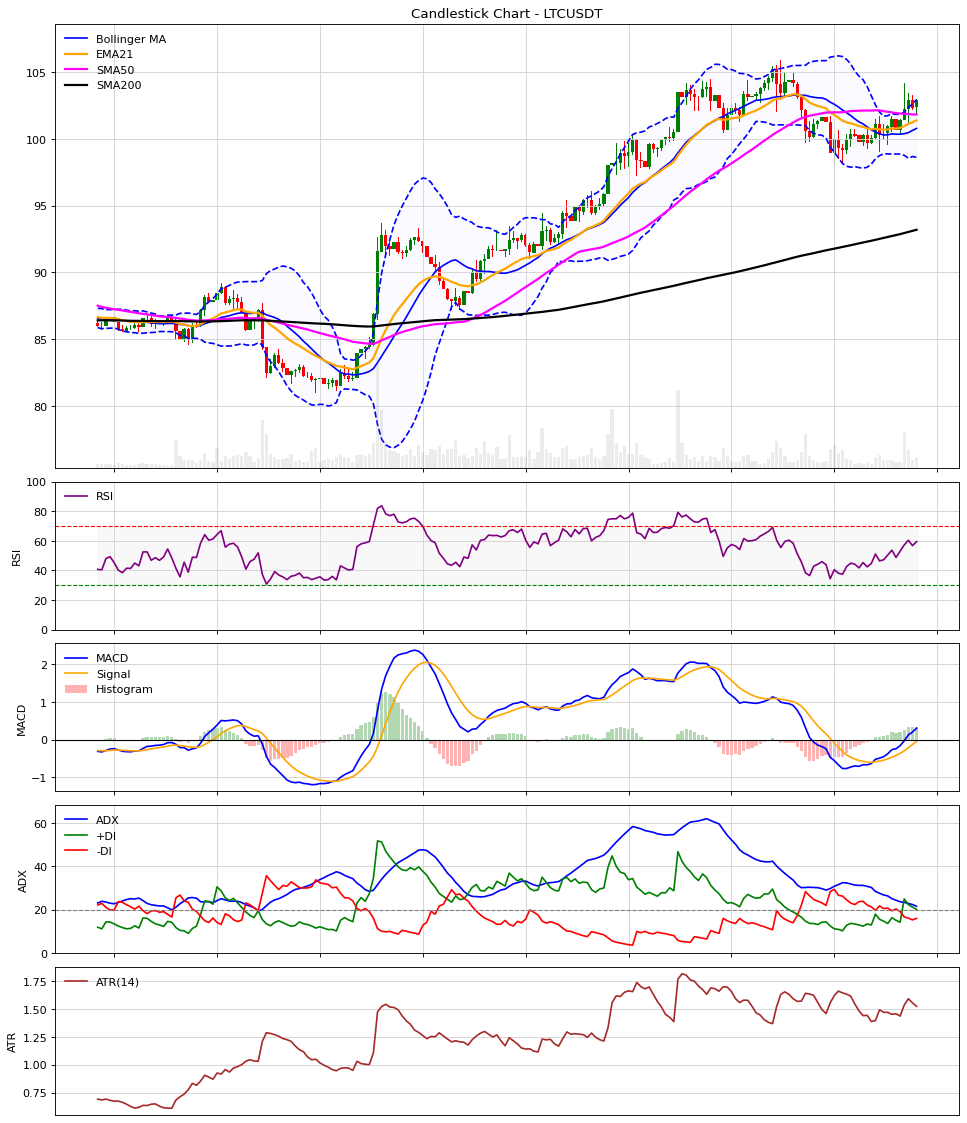 Candlestick Chart - LTCUSDT
Bollinger MA
EMA21
SMA50
SMA200
105
100
95
90
85
80
RSI
RSI
100
80
60
40
20
0
MACD
Signal
Histogram
MACD
2
1
0
−1
ADX
+DI
-DI
ADX
60
40
20
0
ATR(14)
ATR
1.75
1.50
1.25
1.00
0.75